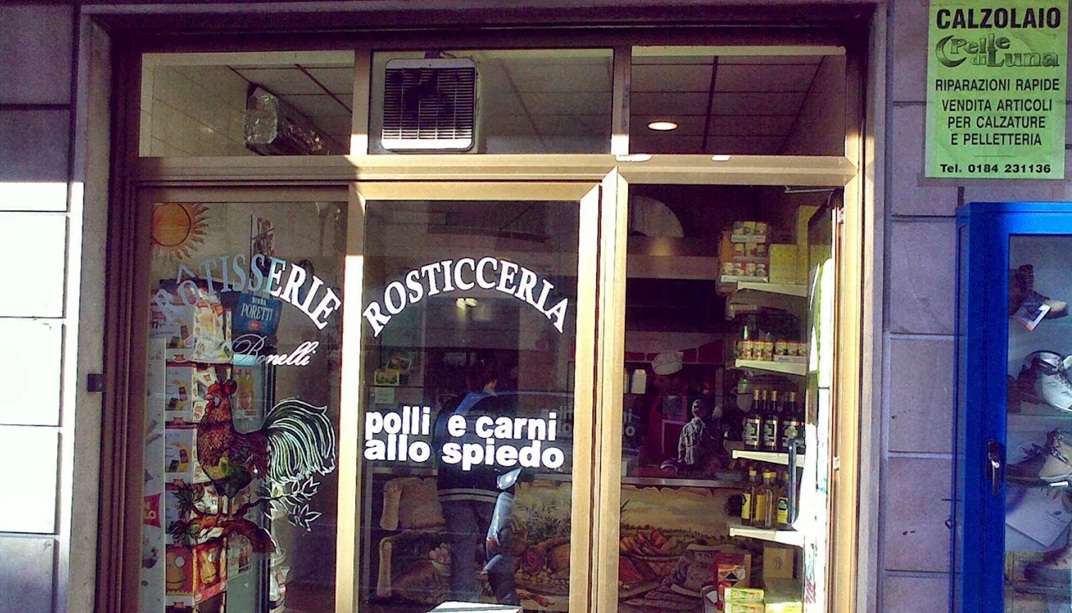 CALZOLAIO
Pelle
di Luna
RIPARAZIONI RAPIDE
VENDITA ARTICOLI
PER CALZATURE
E PELLETTERIA
Tel. 0184 231136
RÔTISSERIE
BIRRA
PORETTI
Bonelli
ROSTICCERIA
polli e carni
allo spiedo